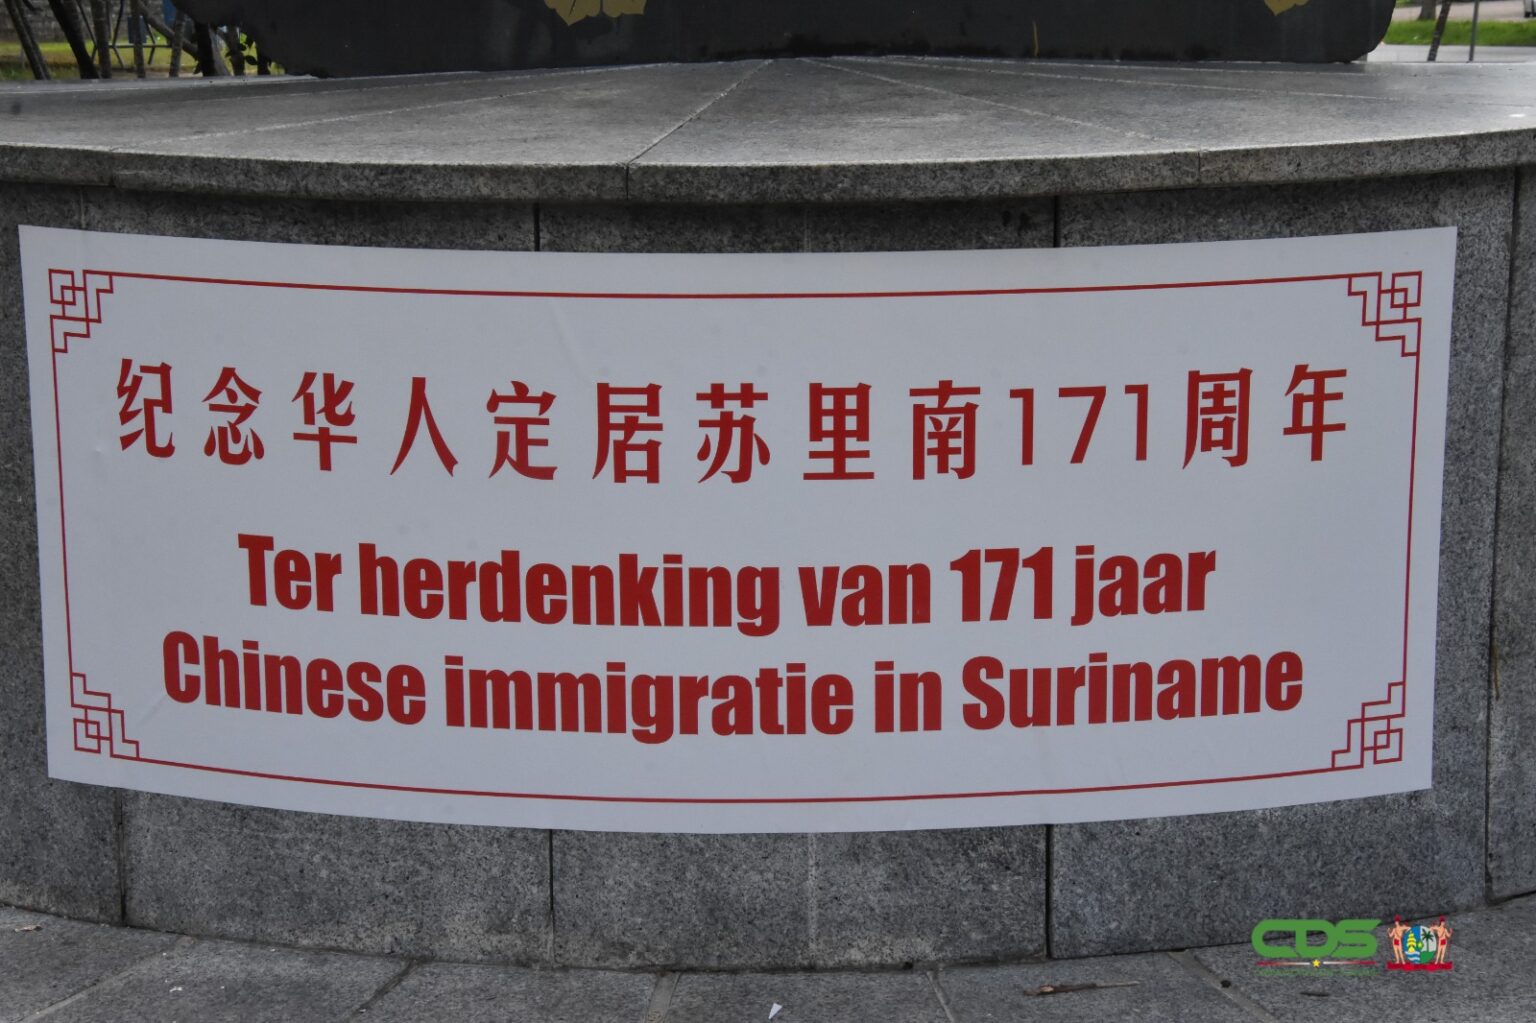 纪念华人定居苏里南171周年
Ter herdenking van 171 jaar
Chinese immigratie in Suriname
CDS